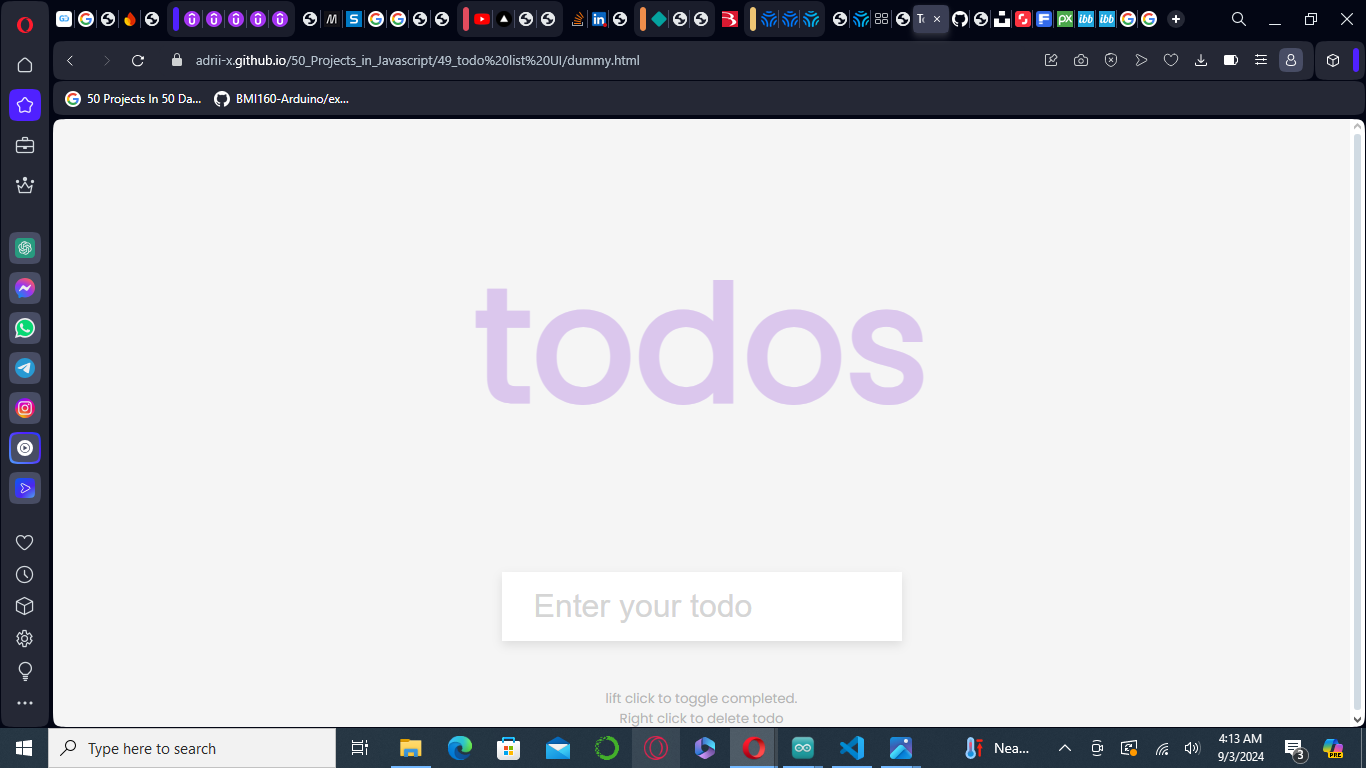 To
adrii-x.github.io/50_Projects_in_Javascript/49_todo%20list%20UI/dummy.html
50 Projects In 50 Da...
BMI160-Arduino/ex...
todos
Enter your todo
lift click to toggle completed.
Right click to delete todo
Type here to search
Nea...
4:13 AM
9/3/2024
3
PRE